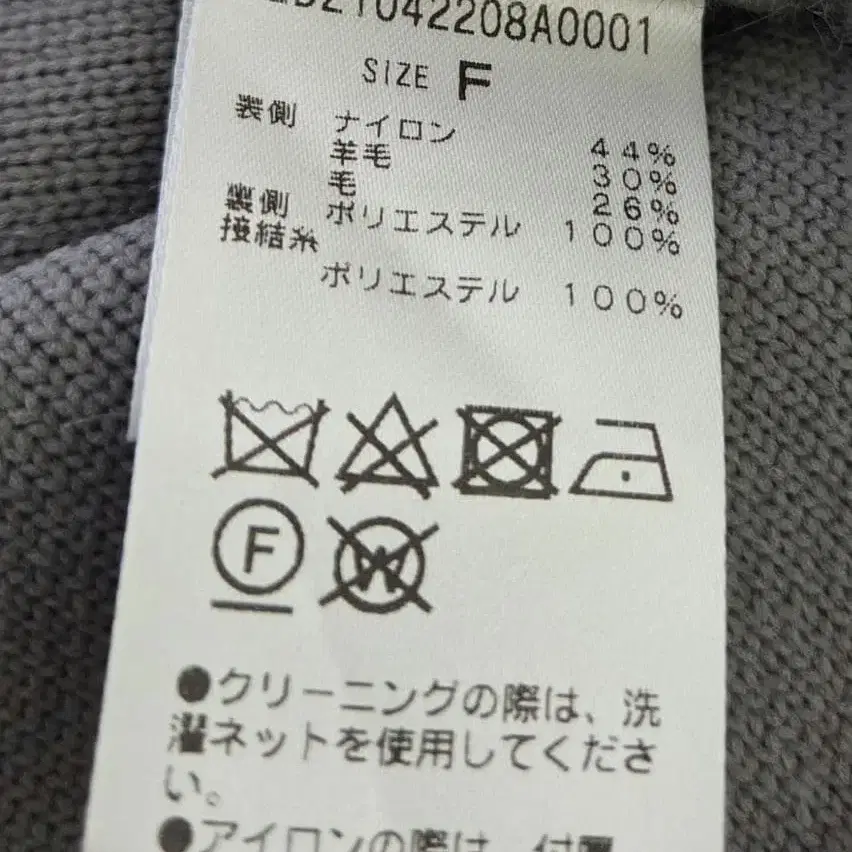 21042208A0001
SIZE F
表側 ナイロン 44%
羊毛 30%
毛 26%
裏側 ポリエステル 100%
接結糸
ポリエステル 100%
F
W
●クリーニングの際は、洗
濯ネットを使用してくださ
い。
●アイロンの際は、付属